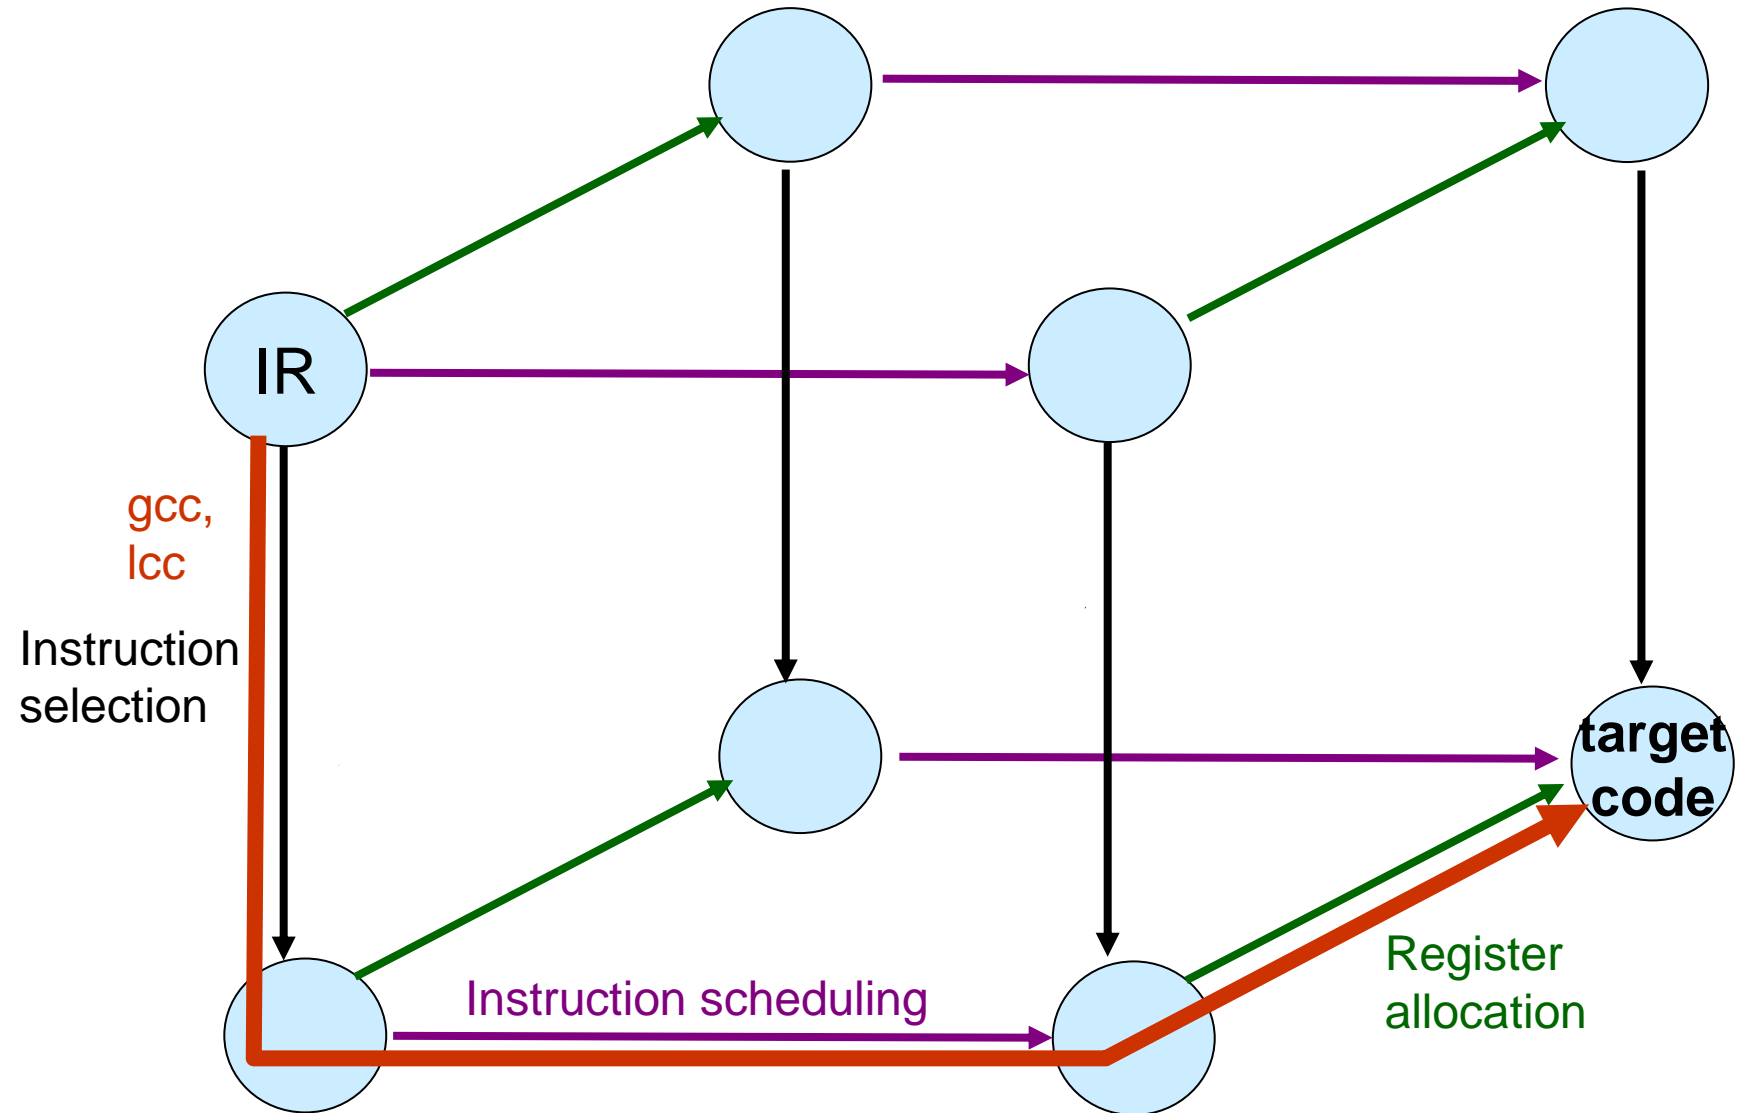 IR
gcc,
lcc
Instruction
selection
target
code
Register
allocation
Instruction scheduling